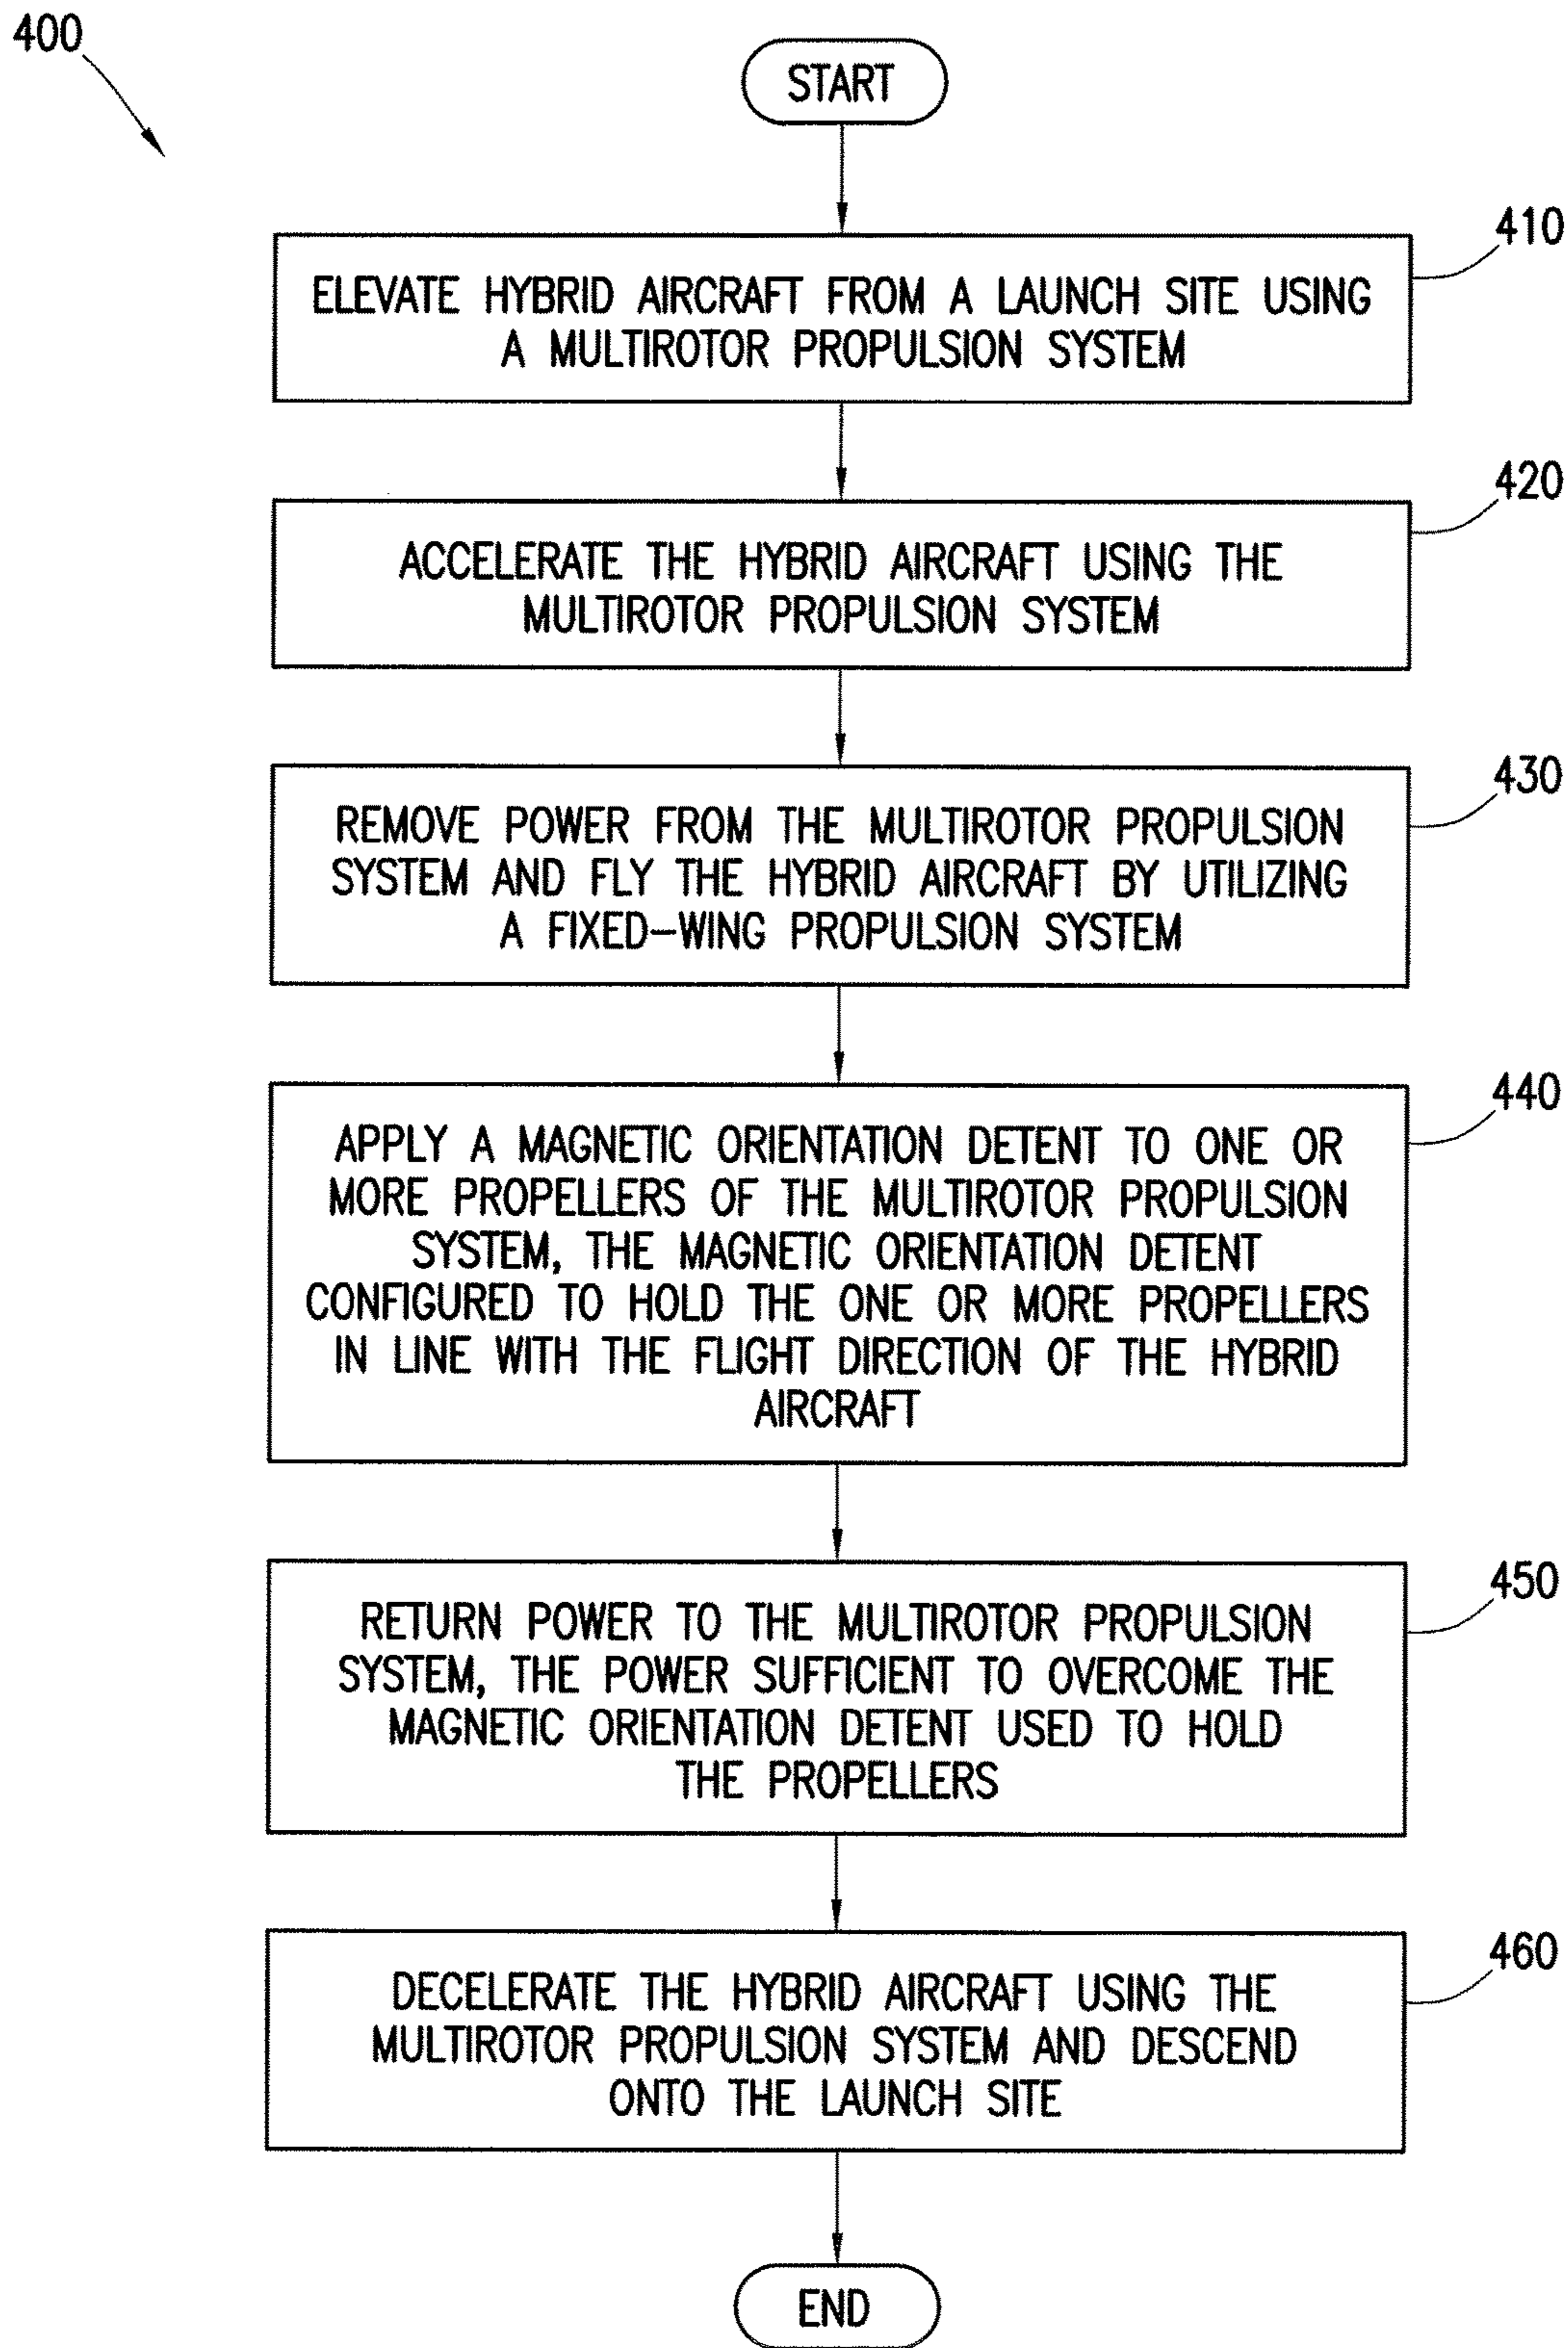 400
START
410
ELEVATE HYBRID AIRCRAFT FROM A LAUNCH SITE USING
A MULTIROTOR PROPULSION SYSTEM
420
ACCELERATE THE HYBRID AIRCRAFT USING THE
MULTIROTOR PROPULSION SYSTEM
430
REMOVE POWER FROM THE MULTIROTOR PROPULSION
SYSTEM AND FLY THE HYBRID AIRCRAFT BY UTILIZING
A FIXED-WING PROPULSION SYSTEM
440
APPLY A MAGNETIC ORIENTATION DETENT TO ONE OR
MORE PROPELLERS OF THE MULTIROTOR PROPULSION
SYSTEM, THE MAGNETIC ORIENTATION DETENT
CONFIGURED TO HOLD THE ONE OR MORE PROPELLERS
IN LINE WITH THE FLIGHT DIRECTION OF THE HYBRID
AIRCRAFT
450
RETURN POWER TO THE MULTIROTOR PROPULSION
SYSTEM, THE POWER SUFFICIENT TO OVERCOME THE
MAGNETIC ORIENTATION DETENT USED TO HOLD
THE PROPELLERS
460
DECELERATE THE HYBRID AIRCRAFT USING THE
MULTIROTOR PROPULSION SYSTEM AND DESCEND
ONTO THE LAUNCH SITE
END